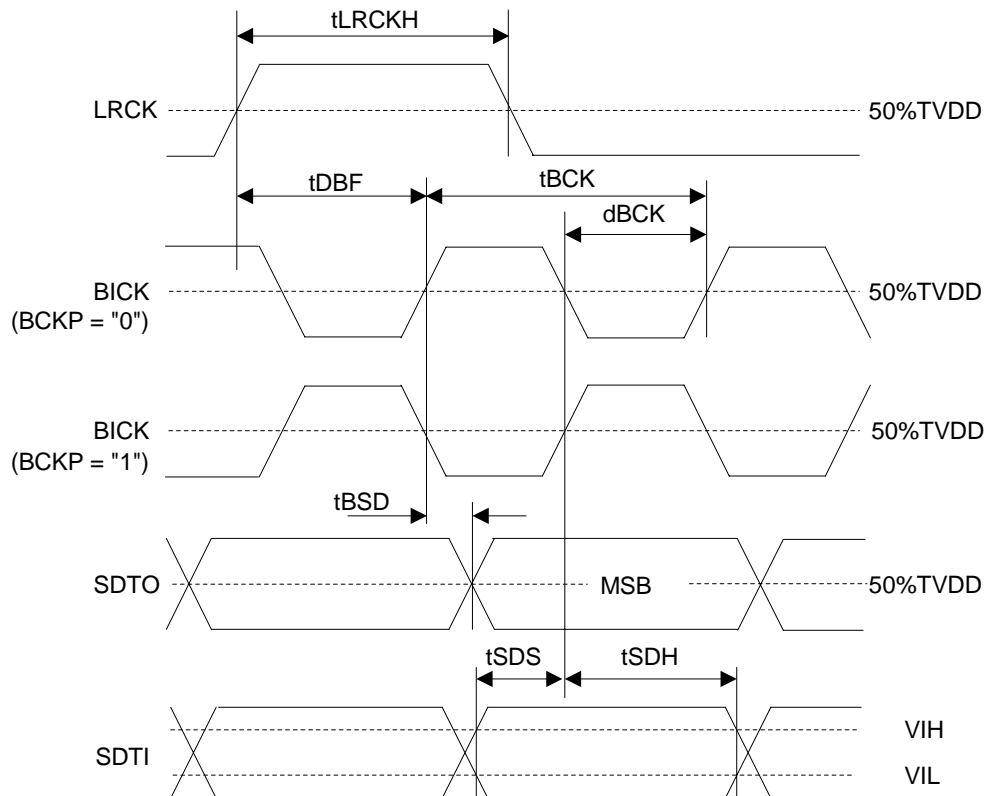 tLRCKH
LRCK
50%TVDD
tDBF
tBCK
dBCK
BICK
(BCKP = "0")
50%TVDD
BICK
(BCKP = "1")
50%TVDD
tBSD
SDTO
MSB
50%TVDD
tSDS
tSDH
SDTI
VIH
VIL